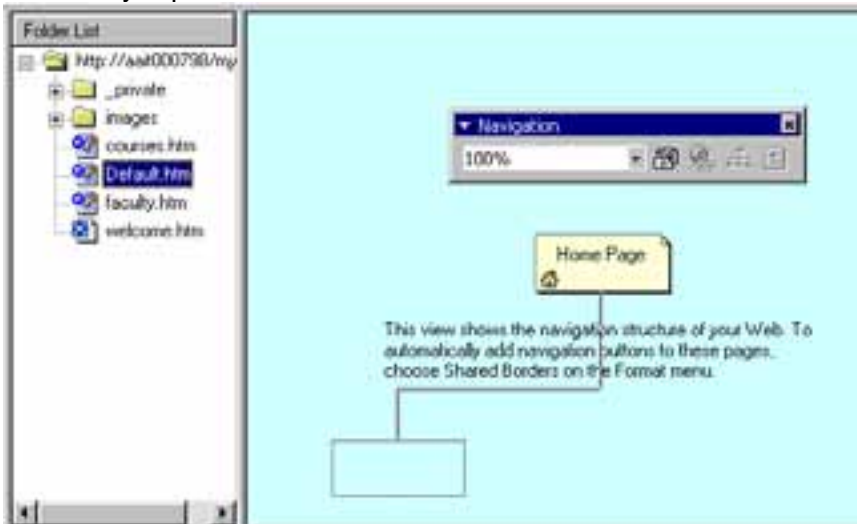 Folder List
http://aait000798/my
_private
images
courses.htm
Default.htm
faculty.htm
welcome.htm
Navigation
100%
Home Page
This view shows the navigation structure of your Web. To
automatically add navigation buttons to these pages,
choose Shared Borders on the Format menu.